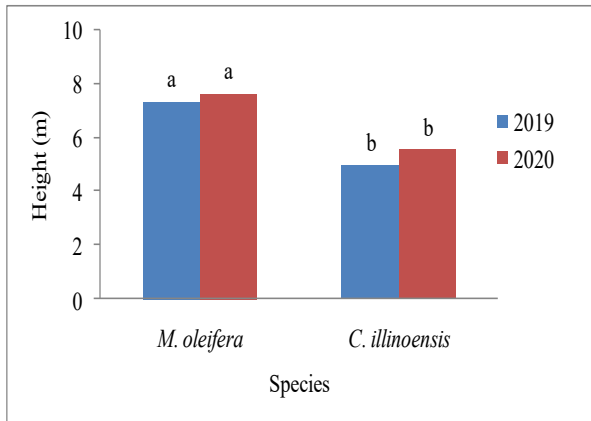 10
8
6
4
2
0
Height (m)
a a
b b
2019
2020
M. oleifera C. illinoensis
Species